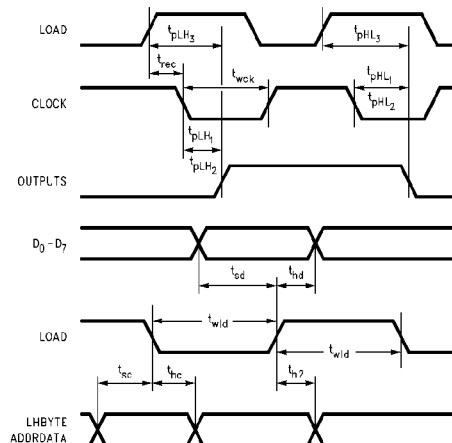 LOAD
tpLH3
tpHL3
trec
twck
tpHL1
CLOCK
tpHL2
tpLH1
tpLH2
OUTPUTS
D0-D7
tsd
thd
LOAD
twld
twld
tsc
thc
th2
LHBYTE
ADDRDATA